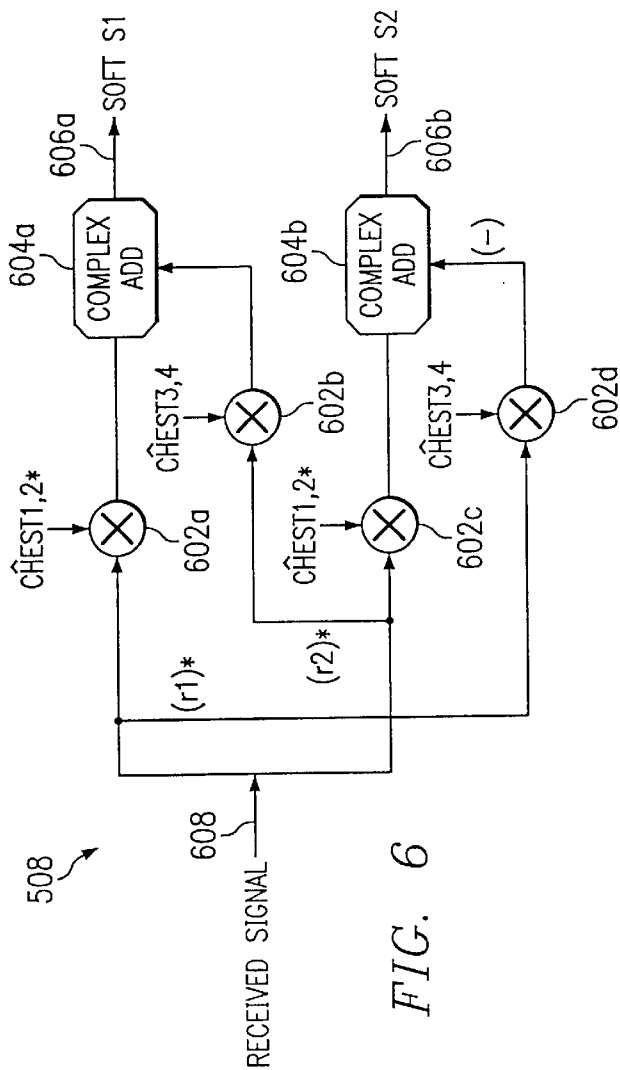 508
RECEIVED SIGNAL
608
(r1)*
(r2)*
ĈHEST1,2*
602a
ĈHEST3,4
602b
604a
COMPLEX
ADD
606a
SOFT S1
ĈHEST1,2*
602c
604b
COMPLEX
ADD
606b
SOFT S2
(−)
ĈHEST3,4
602d
FIG. 6